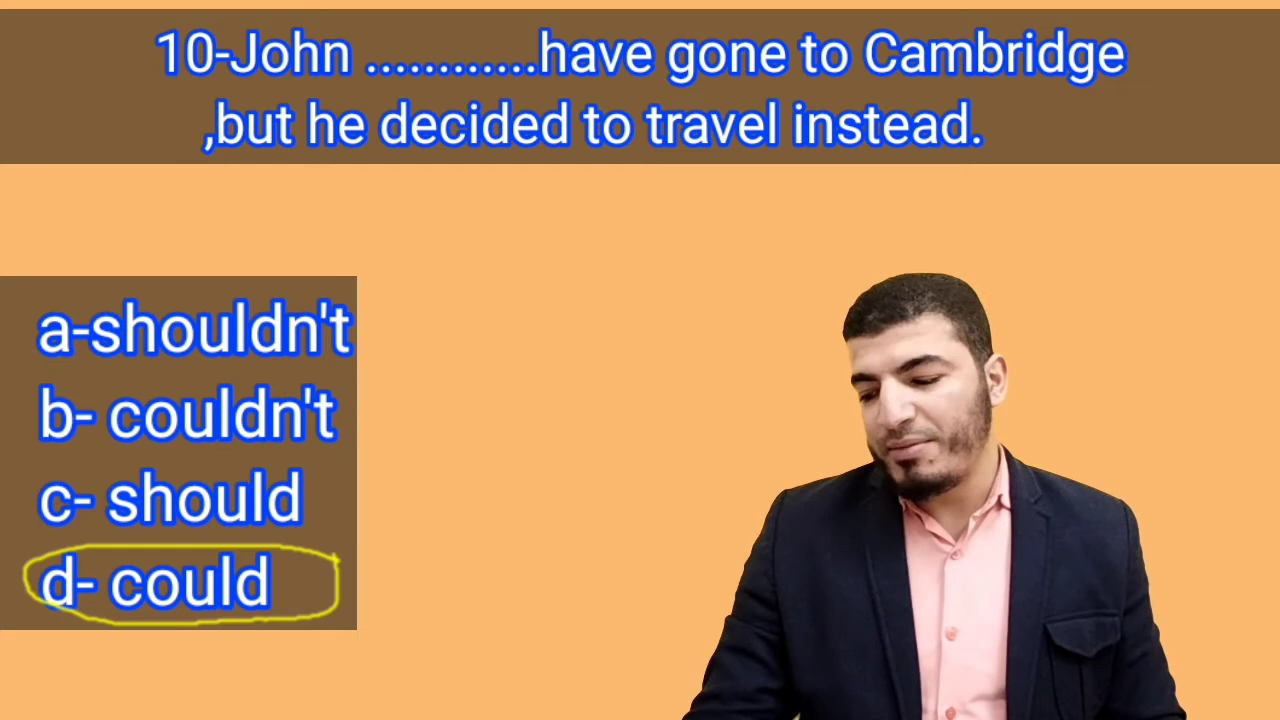 10-John ............have gone to Cambridge
,but he decided to travel instead.
a-shouldn't
b- couldn't
c- should
d- could